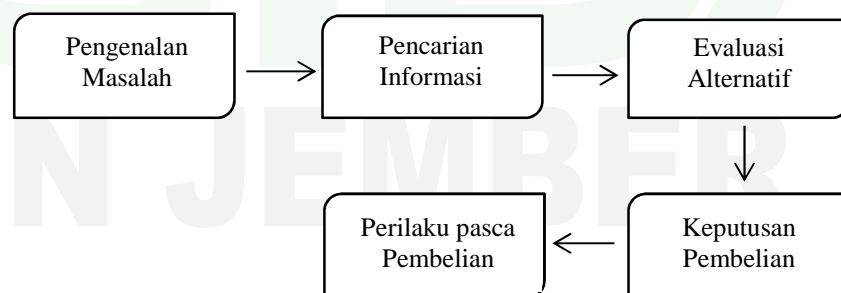 Pengenalan
Masalah
Pencarian
Informasi
Evaluasi
Alternatif
Keputusan
Pembelian
Perilaku pasca
Pembelian
N JEMBER